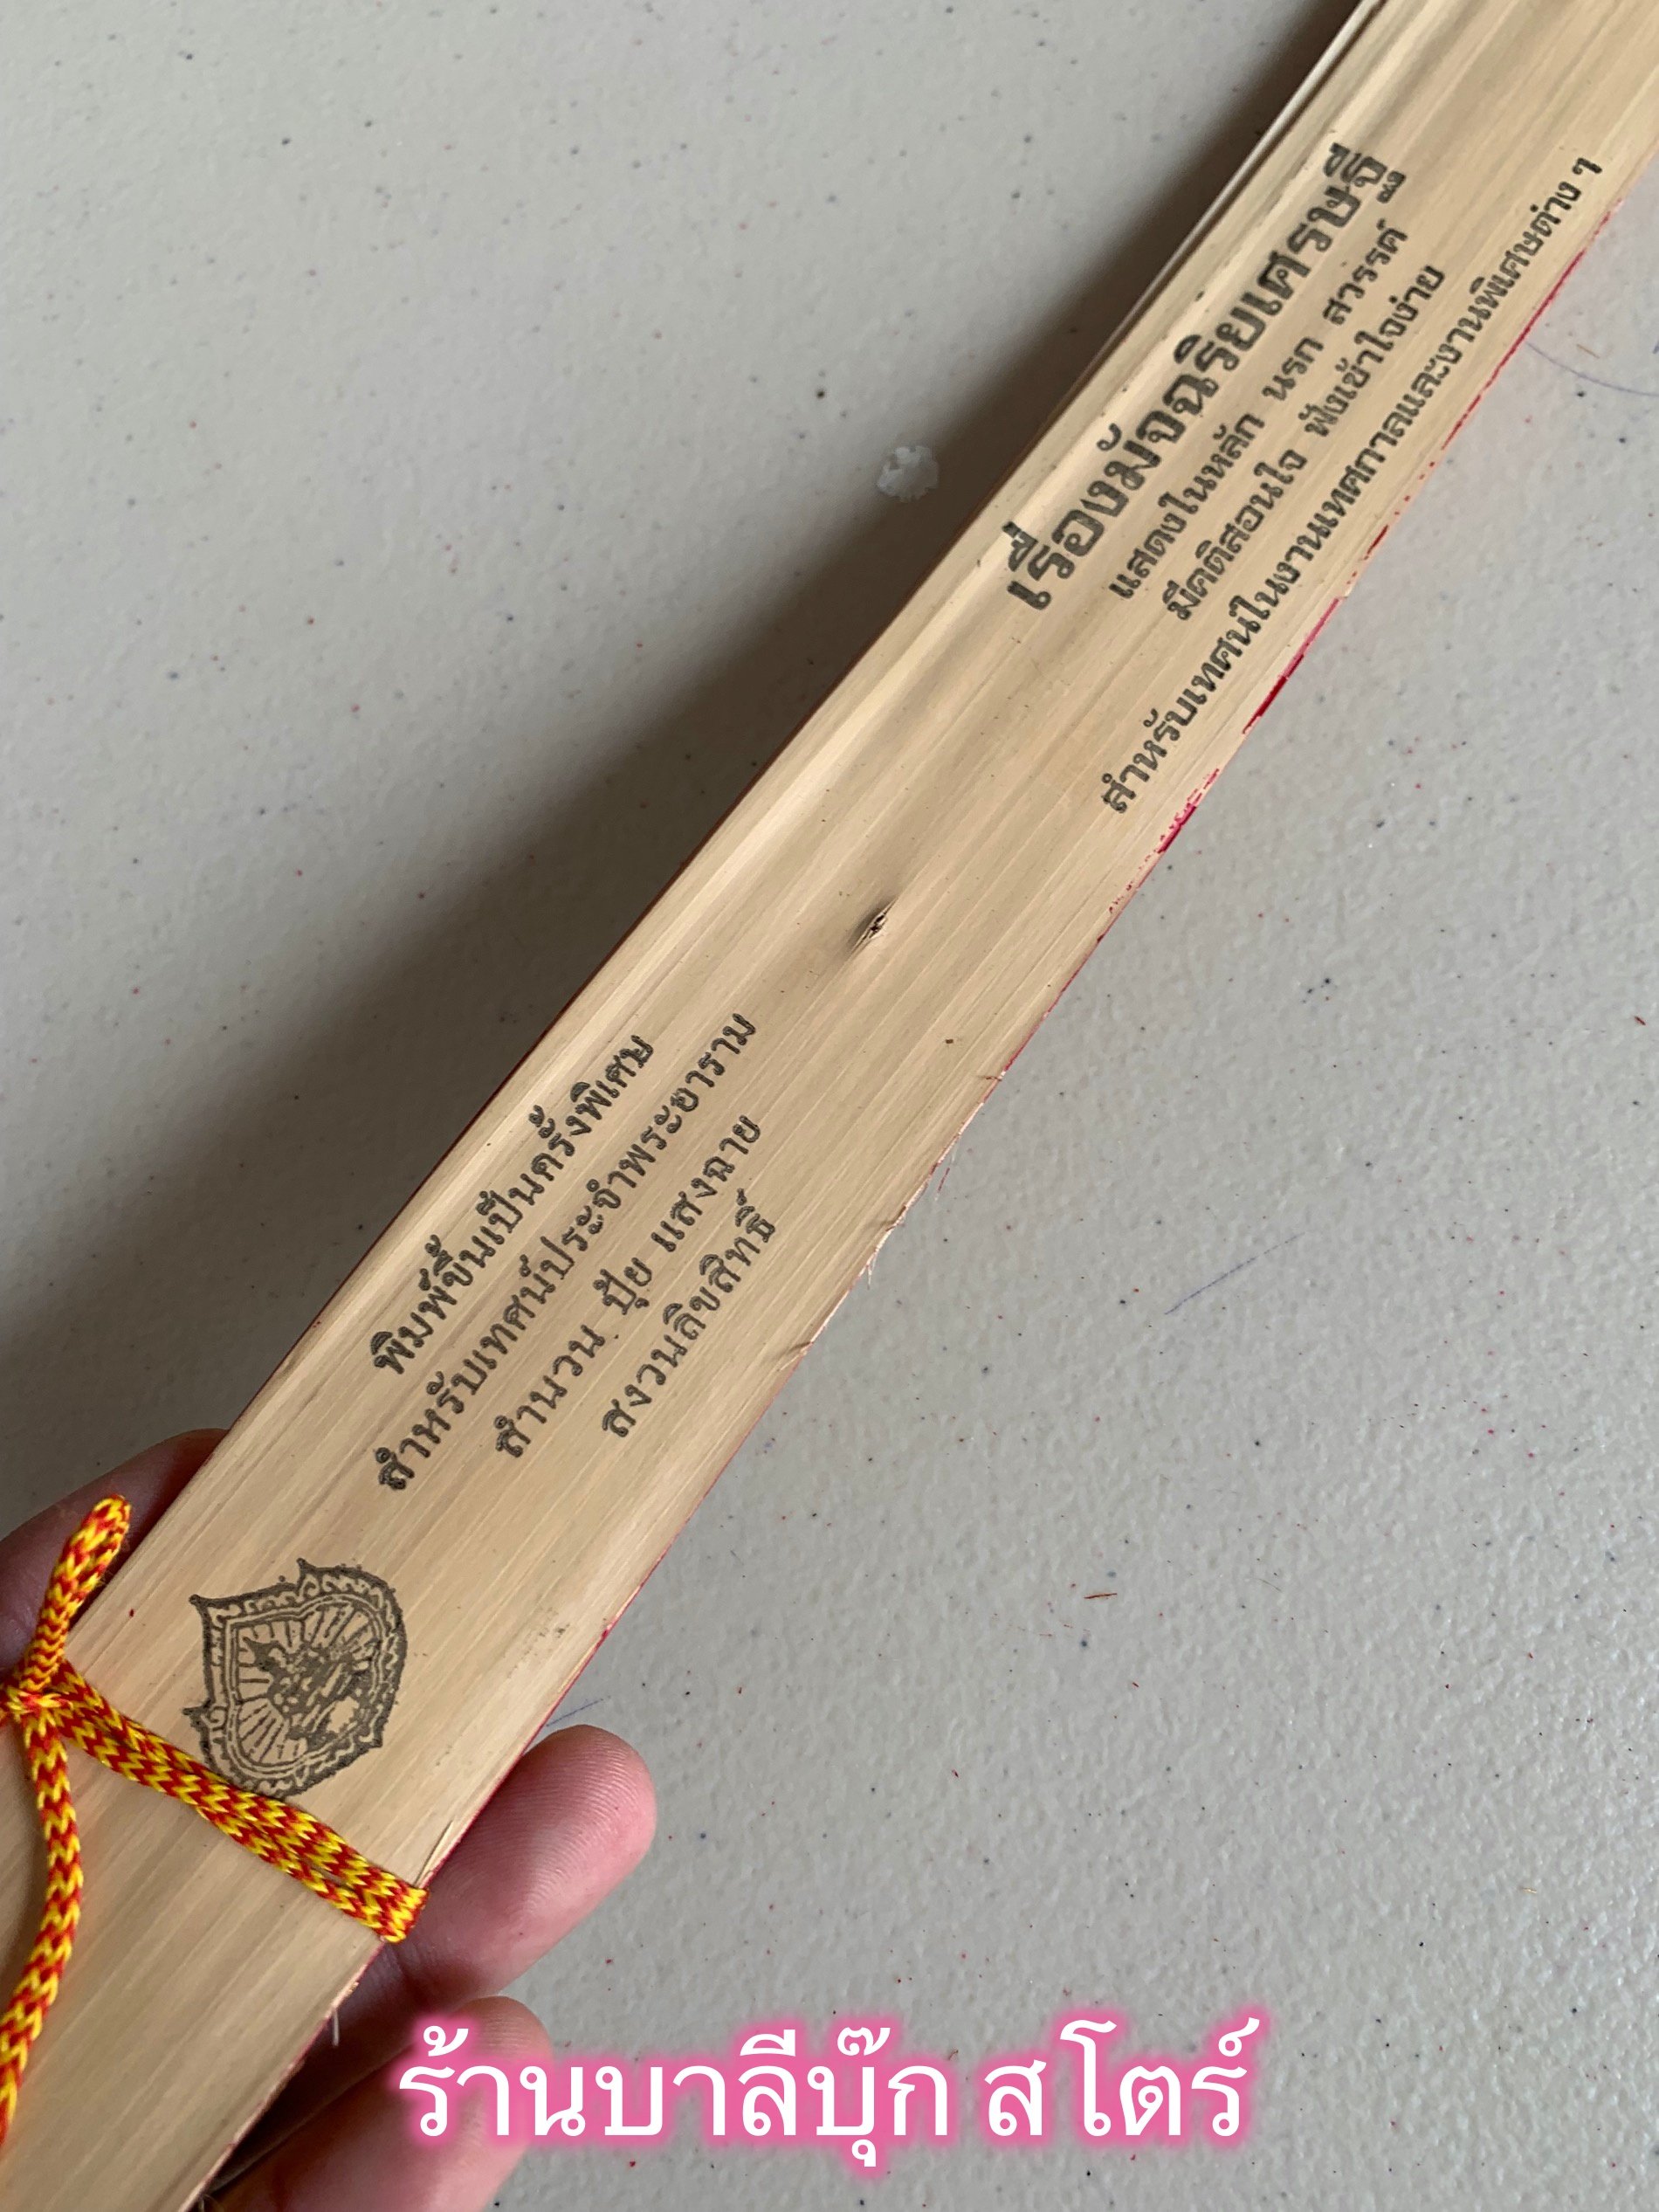 พิมพ์ขึ้นเป็นครั้งพิเศษ
สำหรับเทศน์ประจำพระอาราม
สำนวน ปุ้ย แสงฉาย
สงวนลิขสิทธิ์
เรื่องมัจฉริยเศรษฐี
แสดงในหลัก นรก สวรรค์
มีคติสอนใจ ฟังเข้าใจง่าย
สำหรับเทศน์ในงานเทศกาลและงานพิเศษต่าง ๆ
ร้านบาลีบุ๊ก สโตร์